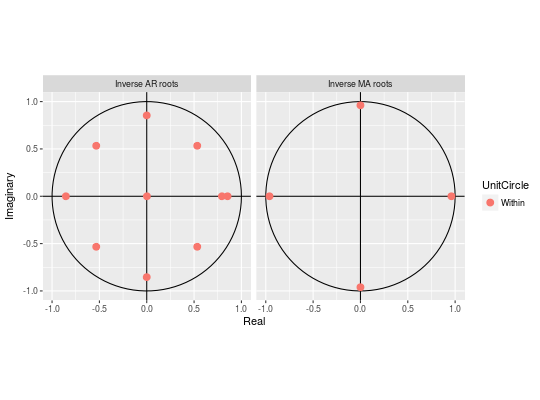 Inverse AR roots
Inverse MA roots
1.0
0.5
0.0
-0.5
-1.0
Imaginary
-1.0 -0.5 0.0 0.5 1.0 -1.0 -0.5 0.0 0.5 1.0
Real
UnitCircle
Within